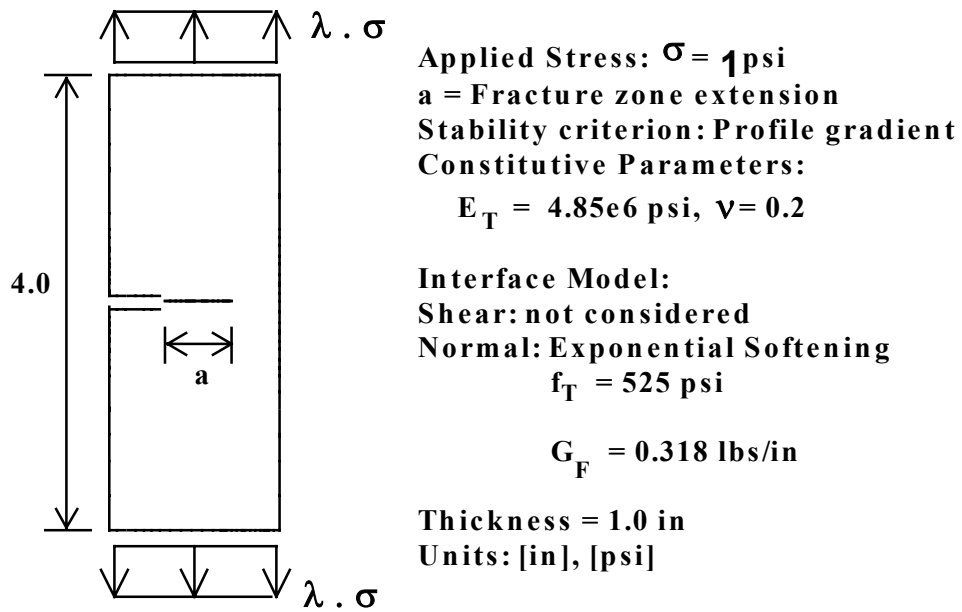 λ . σ
Applied Stress: σ = 1psi
a = Fracture zone extension
Stability criterion: Profile gradient
Constitutive Parameters:
E_T = 4.85e6 psi, ν = 0.2
4.0
a
Interface Model:
Shear: not considered
Normal: Exponential Softening
f_T = 525 psi
G_F = 0.318 lbs/in
Thickness = 1.0 in
Units: [in], [psi]
λ . σ